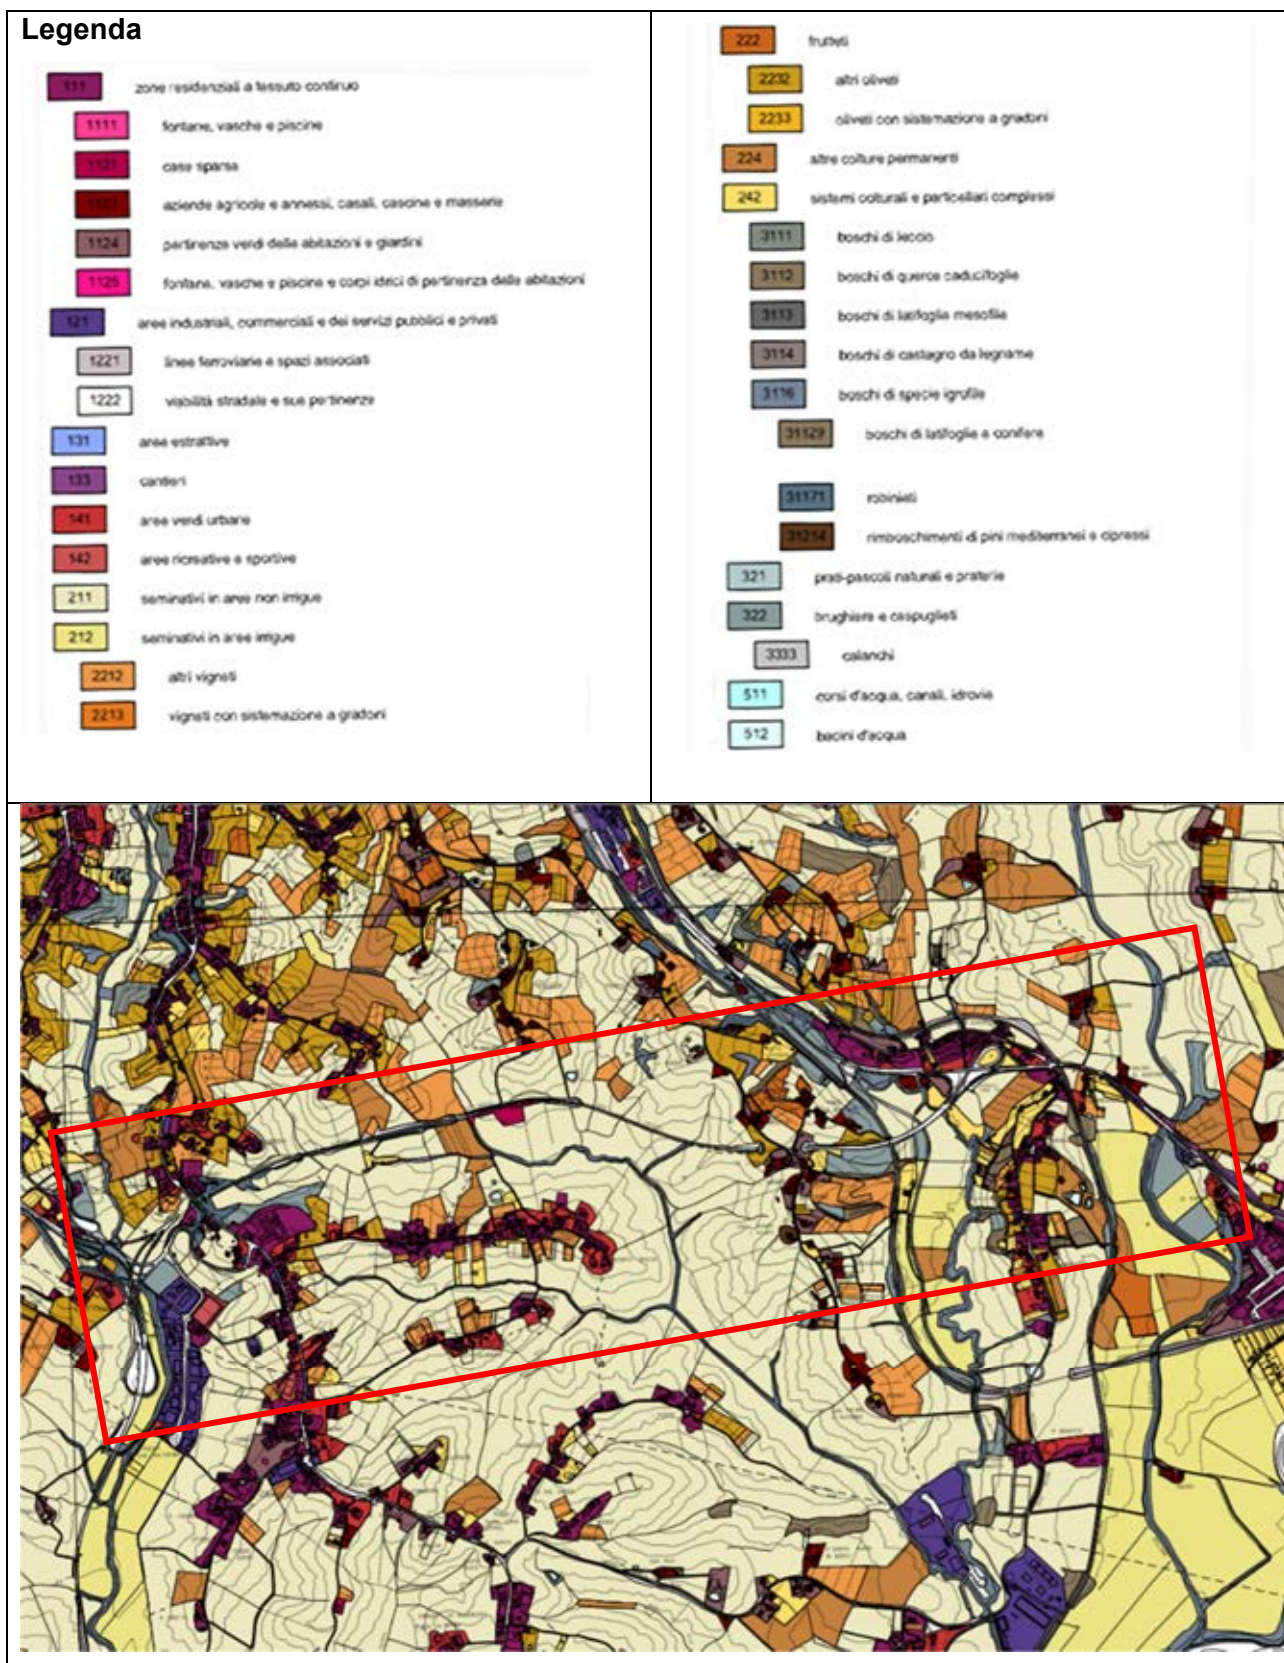 Legenda
111 zone residenziali a tessuto continuo
1111 fontane, vasche e piscine
1121 case sparse
aziende agricole e annessi, casali, cascine e masserie
1124 pertinenze verdi delle abitazioni e giardini
1125 fontane, vasche e piscine e corpi idrici di pertinenza delle abitazioni
121 aree industriali, commerciali e dei servizi pubblici e privati
1221 linee ferroviarie e spazi associati
1222 viabilità stradale e sue pertinenze
131 aree estrattive
133 cantieri
141 aree verdi urbane
142 aree ricreative e sportive
211 seminativi in aree non irrigue
212 seminativi in aree irrigue
2212 altri vigneti
2213 vigneti con sistemazione a gradoni
222 frutteti
2232 altri oliveti
2233 oliveti con sistemazione a gradoni
224 altre colture permanenti
242 sistemi colturali e particellari complessi
3111 boschi di leccio
3112 boschi di querce caducifoglie
3113 boschi di latifoglie mesofile
3114 boschi di castagno da legname
3116 boschi di specie igrofile
31129 boschi di latifoglie e conifere
31171 robinieti
31214 rimboschimenti di pini mediterranei e cipressi
321 prati-pascoli naturali e praterie
322 brughiere e cespuglieti
3333 calanchi
511 corsi d'acqua, canali, idrovie
512 bacini d'acqua